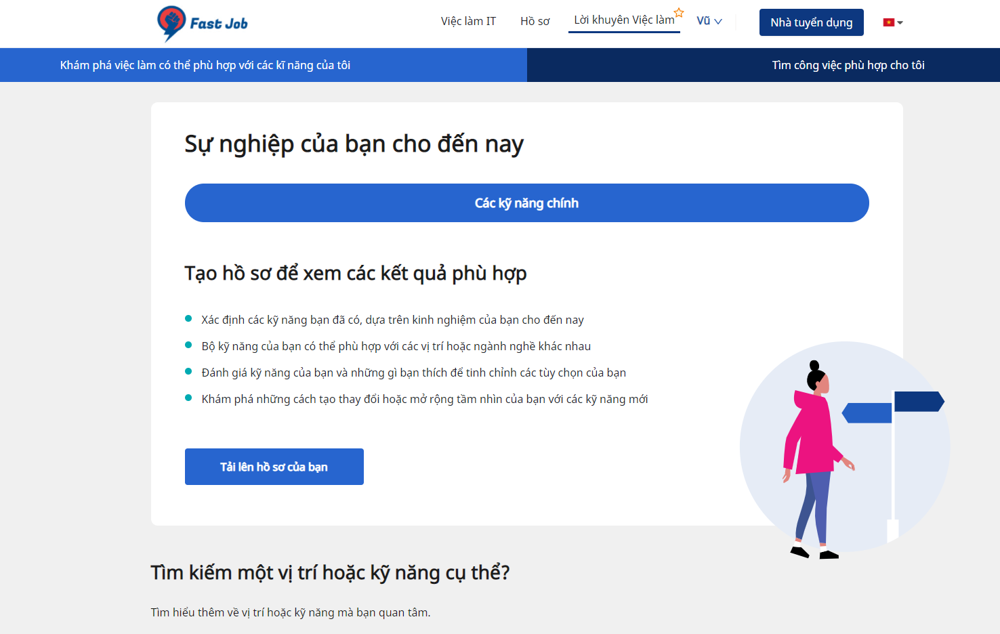 Fast Job
Việc làm IT
Hồ sơ
Lời khuyên Việc làm
Vũ
Nhà tuyển dụng
Khám phá việc làm có thể phù hợp với các kĩ năng của tôi
Tìm công việc phù hợp cho tôi
Sự nghiệp của bạn cho đến nay
Các kỹ năng chính
Tạo hồ sơ để xem các kết quả phù hợp
Xác định các kỹ năng bạn đã có, dựa trên kinh nghiệm của bạn cho đến nay
Bộ kỹ năng của bạn có thể phù hợp với các vị trí hoặc ngành nghề khác nhau
Đánh giá kỹ năng của bạn và những gì bạn thích để tinh chỉnh các tùy chọn của bạn
Khám phá những cách tạo thay đổi hoặc mở rộng tầm nhìn của bạn với các kỹ năng mới
Tải lên hồ sơ của bạn
Tìm kiếm một vị trí hoặc kỹ năng cụ thể?
Tìm hiểu thêm về vị trí hoặc kỹ năng mà bạn quan tâm.